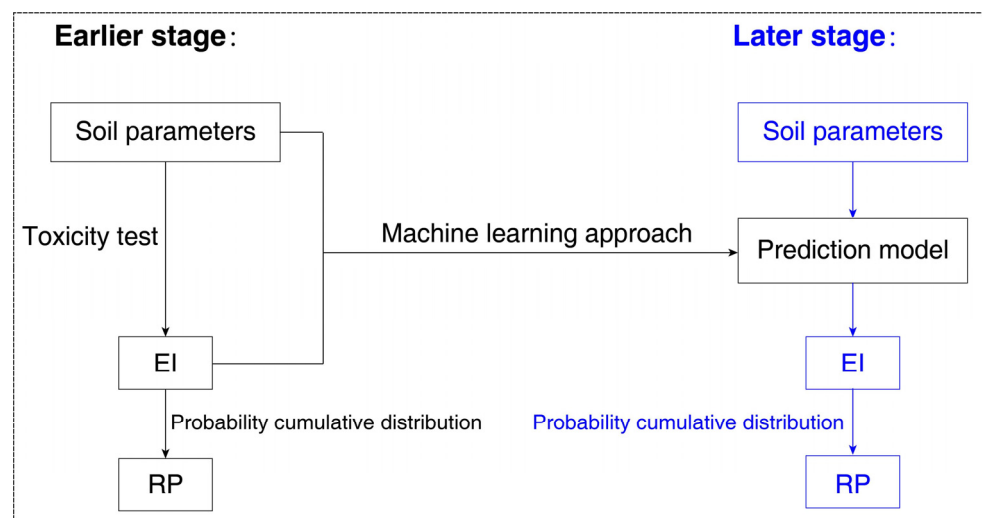 Earlier stage:
Later stage:
Soil parameters
Soil parameters
Toxicity test
Machine learning approach
Prediction model
EI
EI
Probability cumulative distribution
Probability cumulative distribution
RP
RP